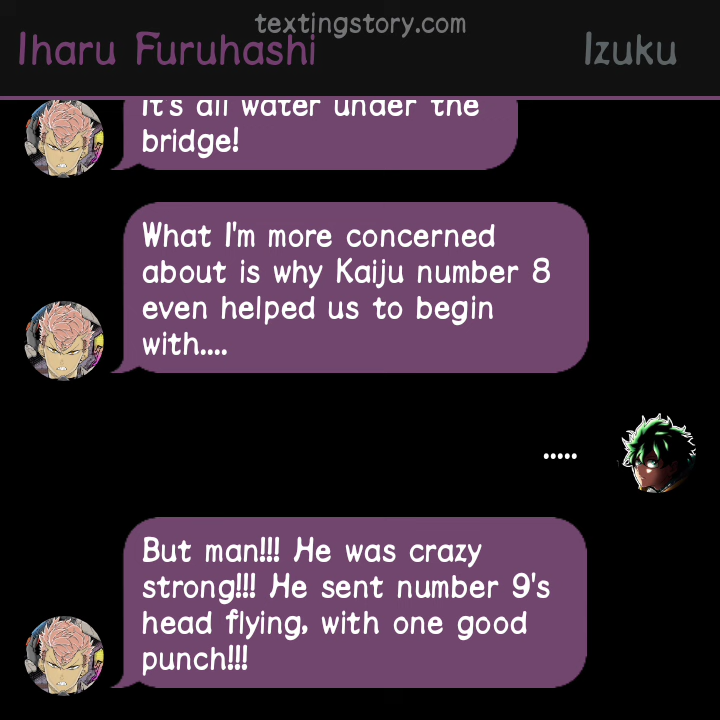 textingstory.com
Iharu Furuhashi
Izuku
It's all water under the
bridge!
What I'm more concerned
about is why Kaiju number 8
even helped us to begin
with....
.....
But man!!! He was crazy
strong!!! He sent number 9's
head flying, with one good
punch!!!